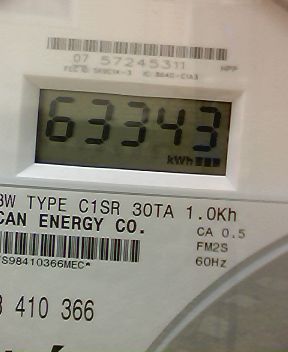 07 57245311
63343
kWh
3W TYPE C1SR 30TA 1.0Kh
CAN ENERGY CO.
CA 0.5
FM2S
60Hz
S98410366MEC*
3 410 366